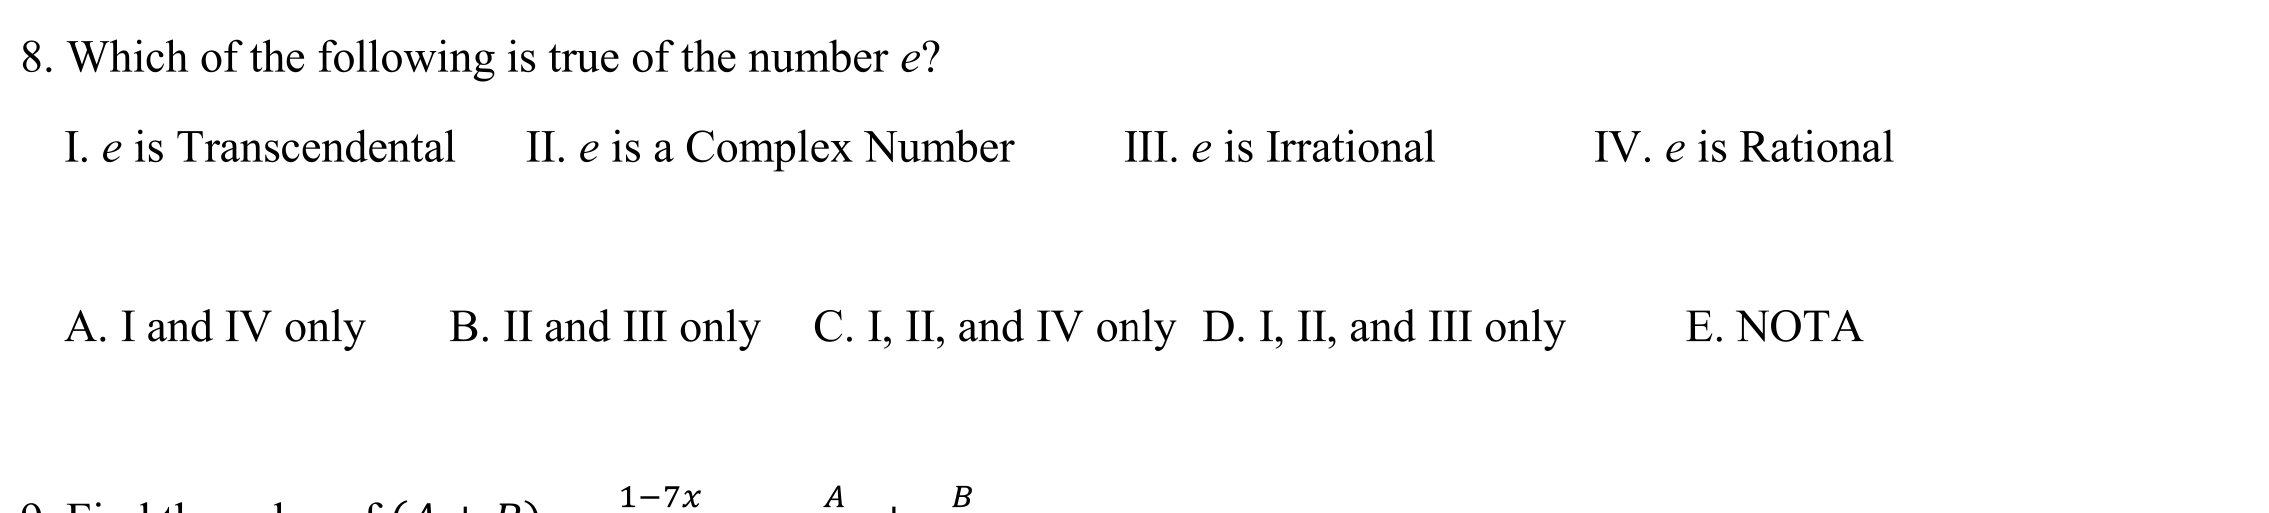 8. Which of the following is true of the number e?
I. e is Transcendental II. e is a Complex Number III. e is Irrational IV. e is Rational
A. I and IV only B. II and III only C. I, II, and IV only D. I, II, and III only E. NOTA
1−7x A B